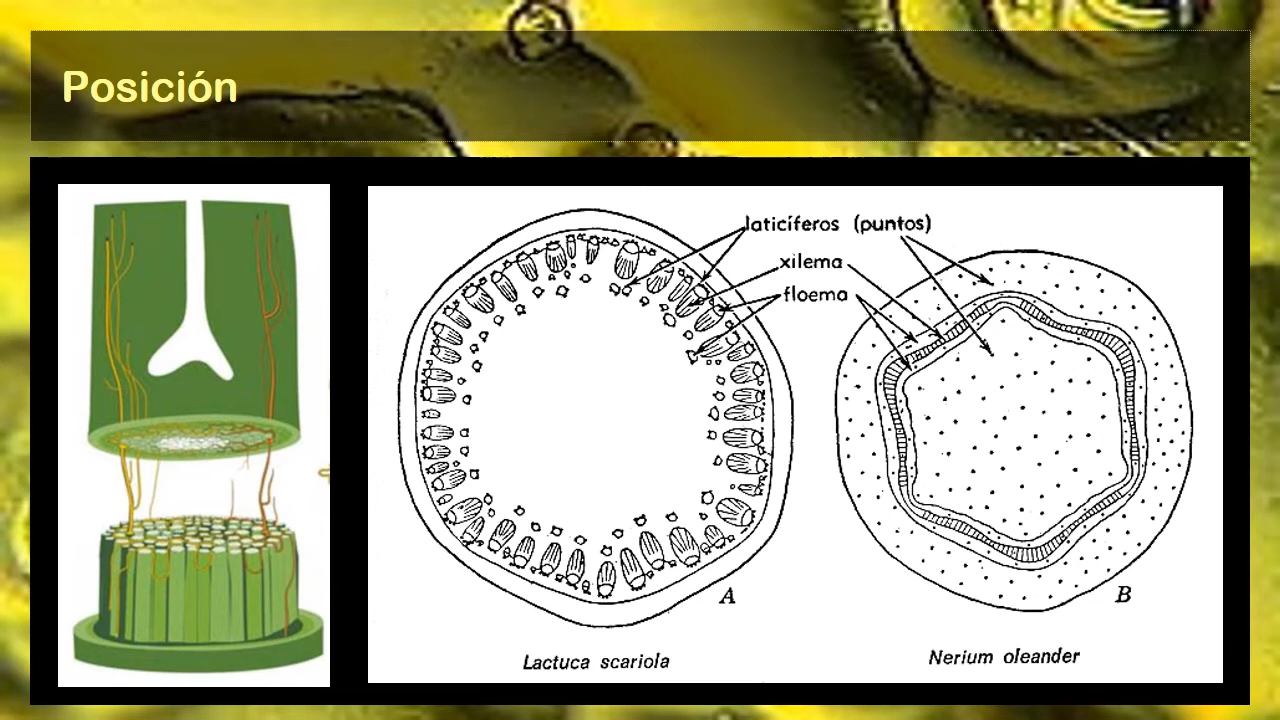 Posición
laticíferos (puntos)
xilema
floema
A
B
Lactuca scariola
Nerium oleander